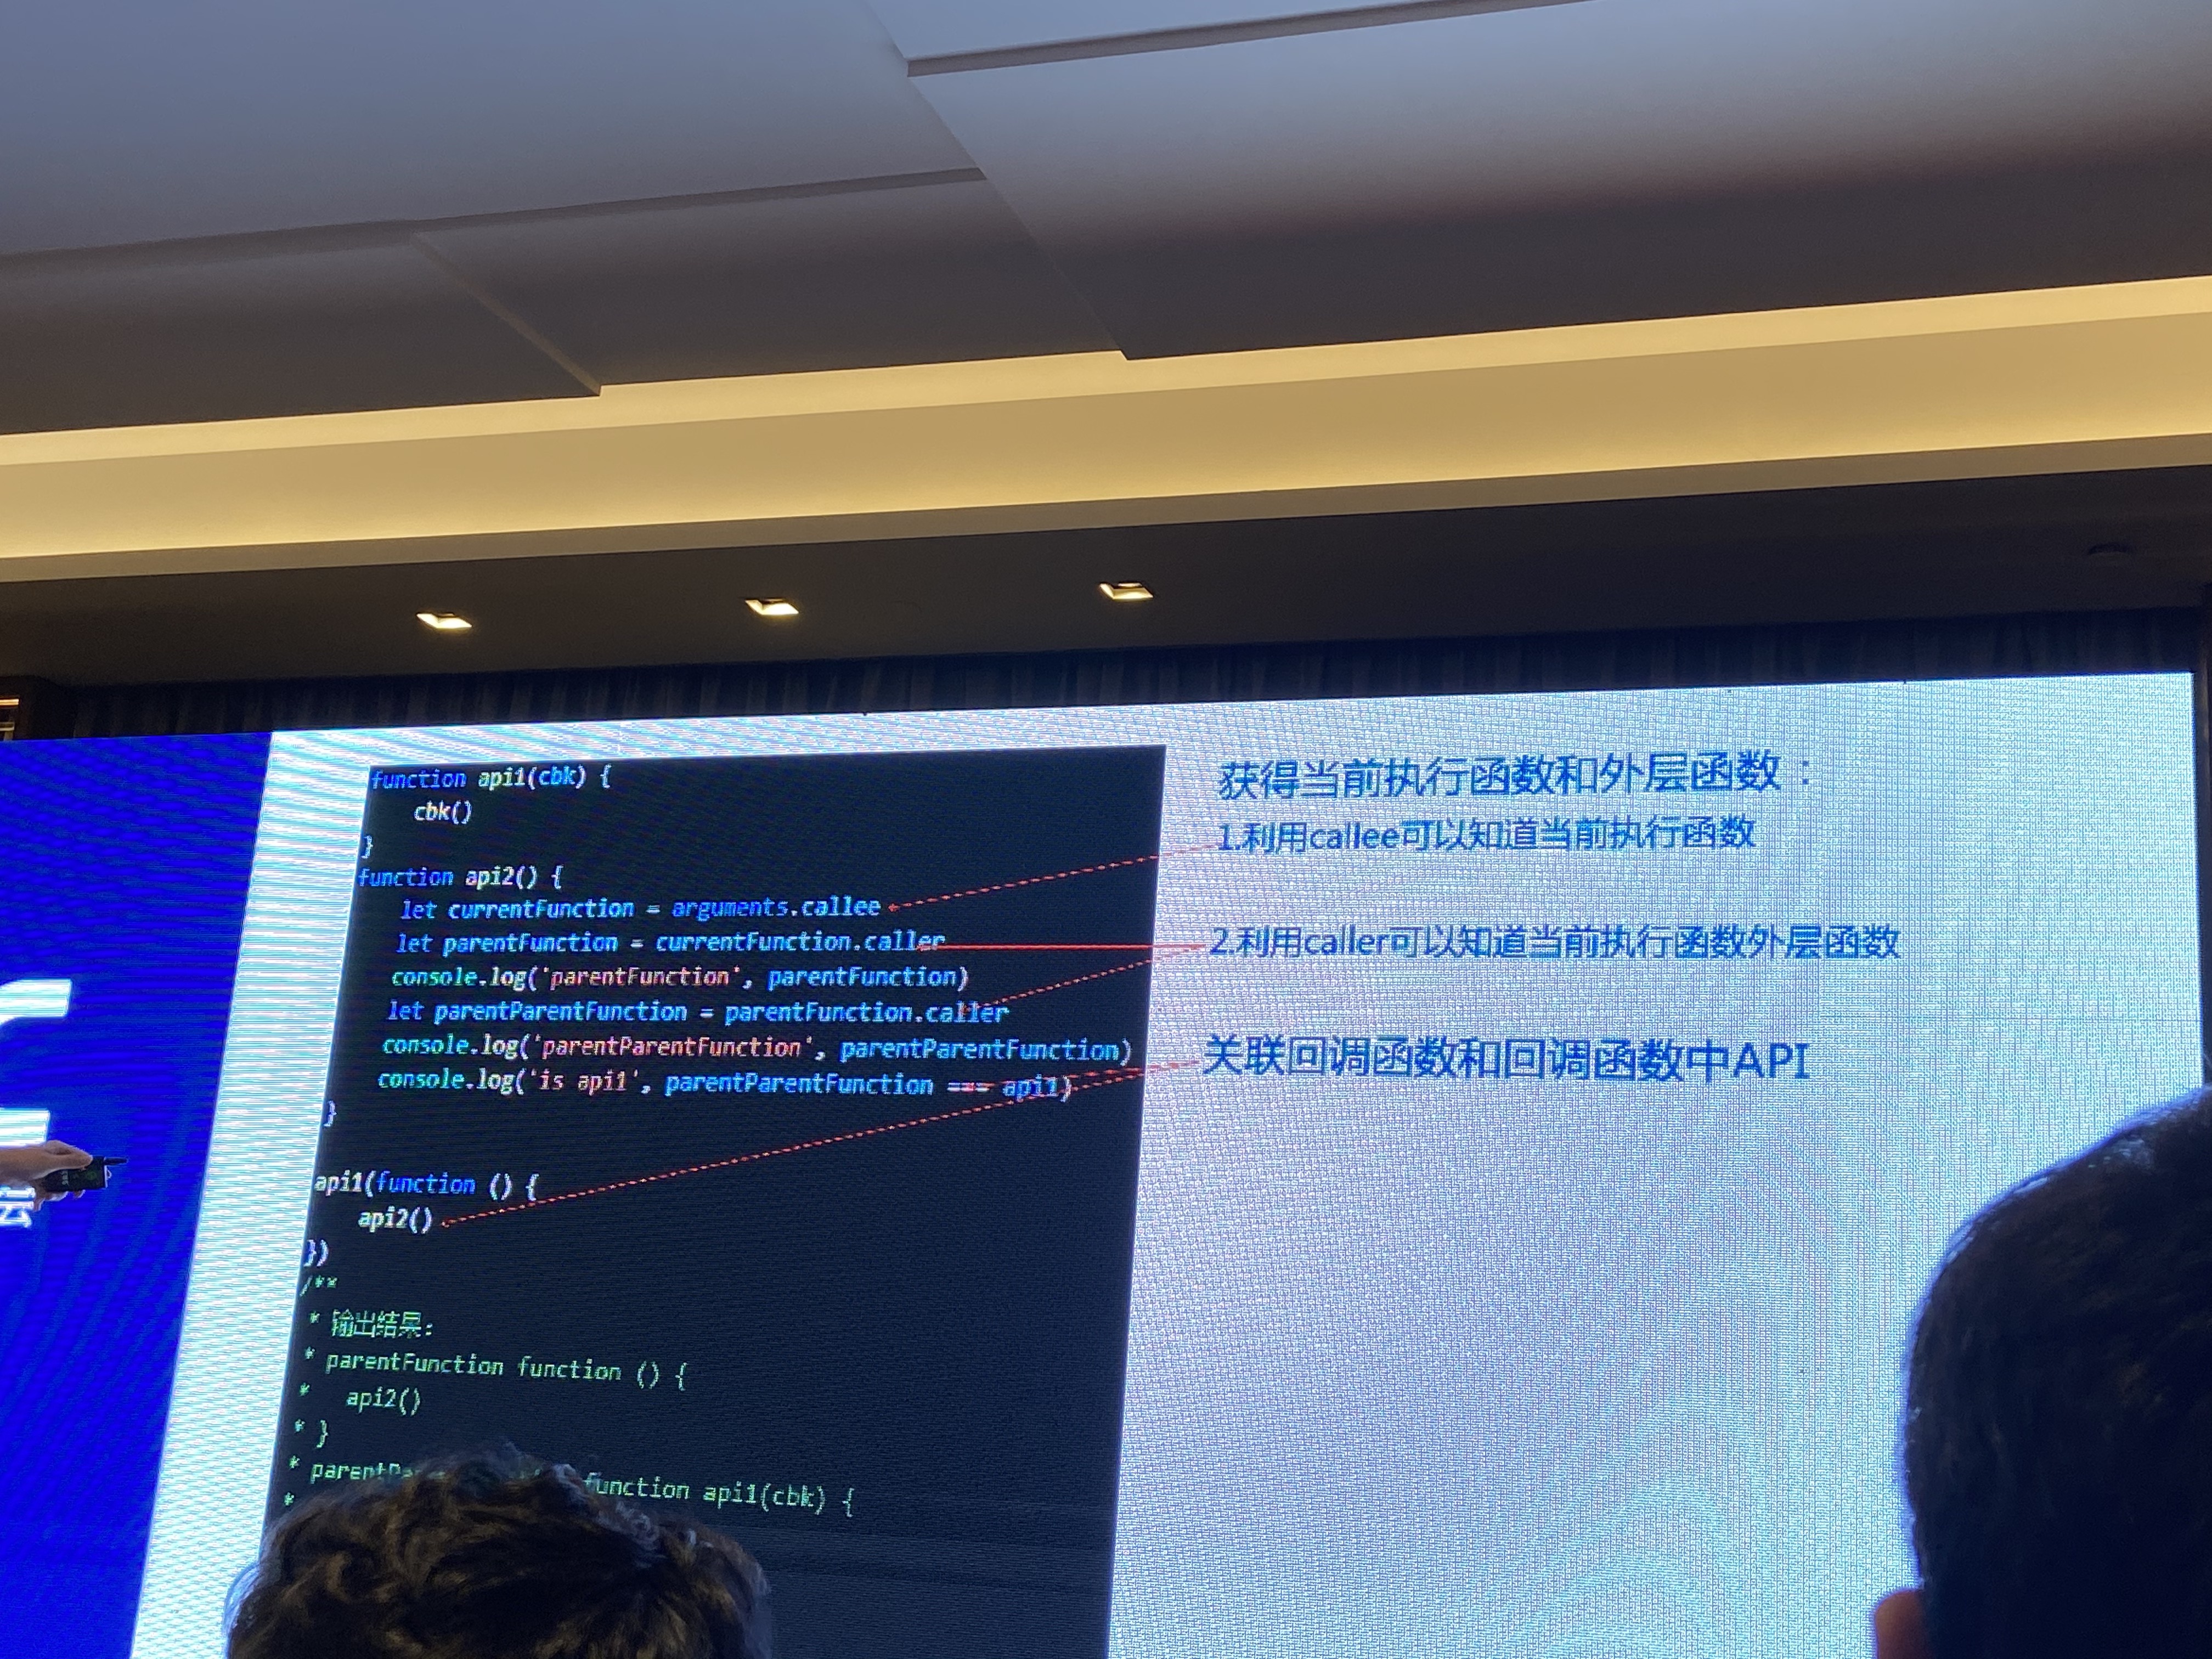 function api1(cbk) {
cbk()
}
function api2() {
let currentFunction = arguments.callee
let parentFunction = currentFunction.caller
console.log('parentFunction', parentFunction)
let parentParentFunction = parentFunction.caller
console.log('parentParentFunction', parentParentFunction)
console.log('is api1', parentParentFunction === api1)
}
api1(function () {
api2()
})
/**
* 输出结果:
* parentFunction function () {
* api2()
* }
* function api1(cbk) {
*
获得当前执行函数和外层函数：
1.利用callee可以知道当前执行函数
2.利用caller可以知道当前执行函数外层函数
关联回调函数和回调函数中API